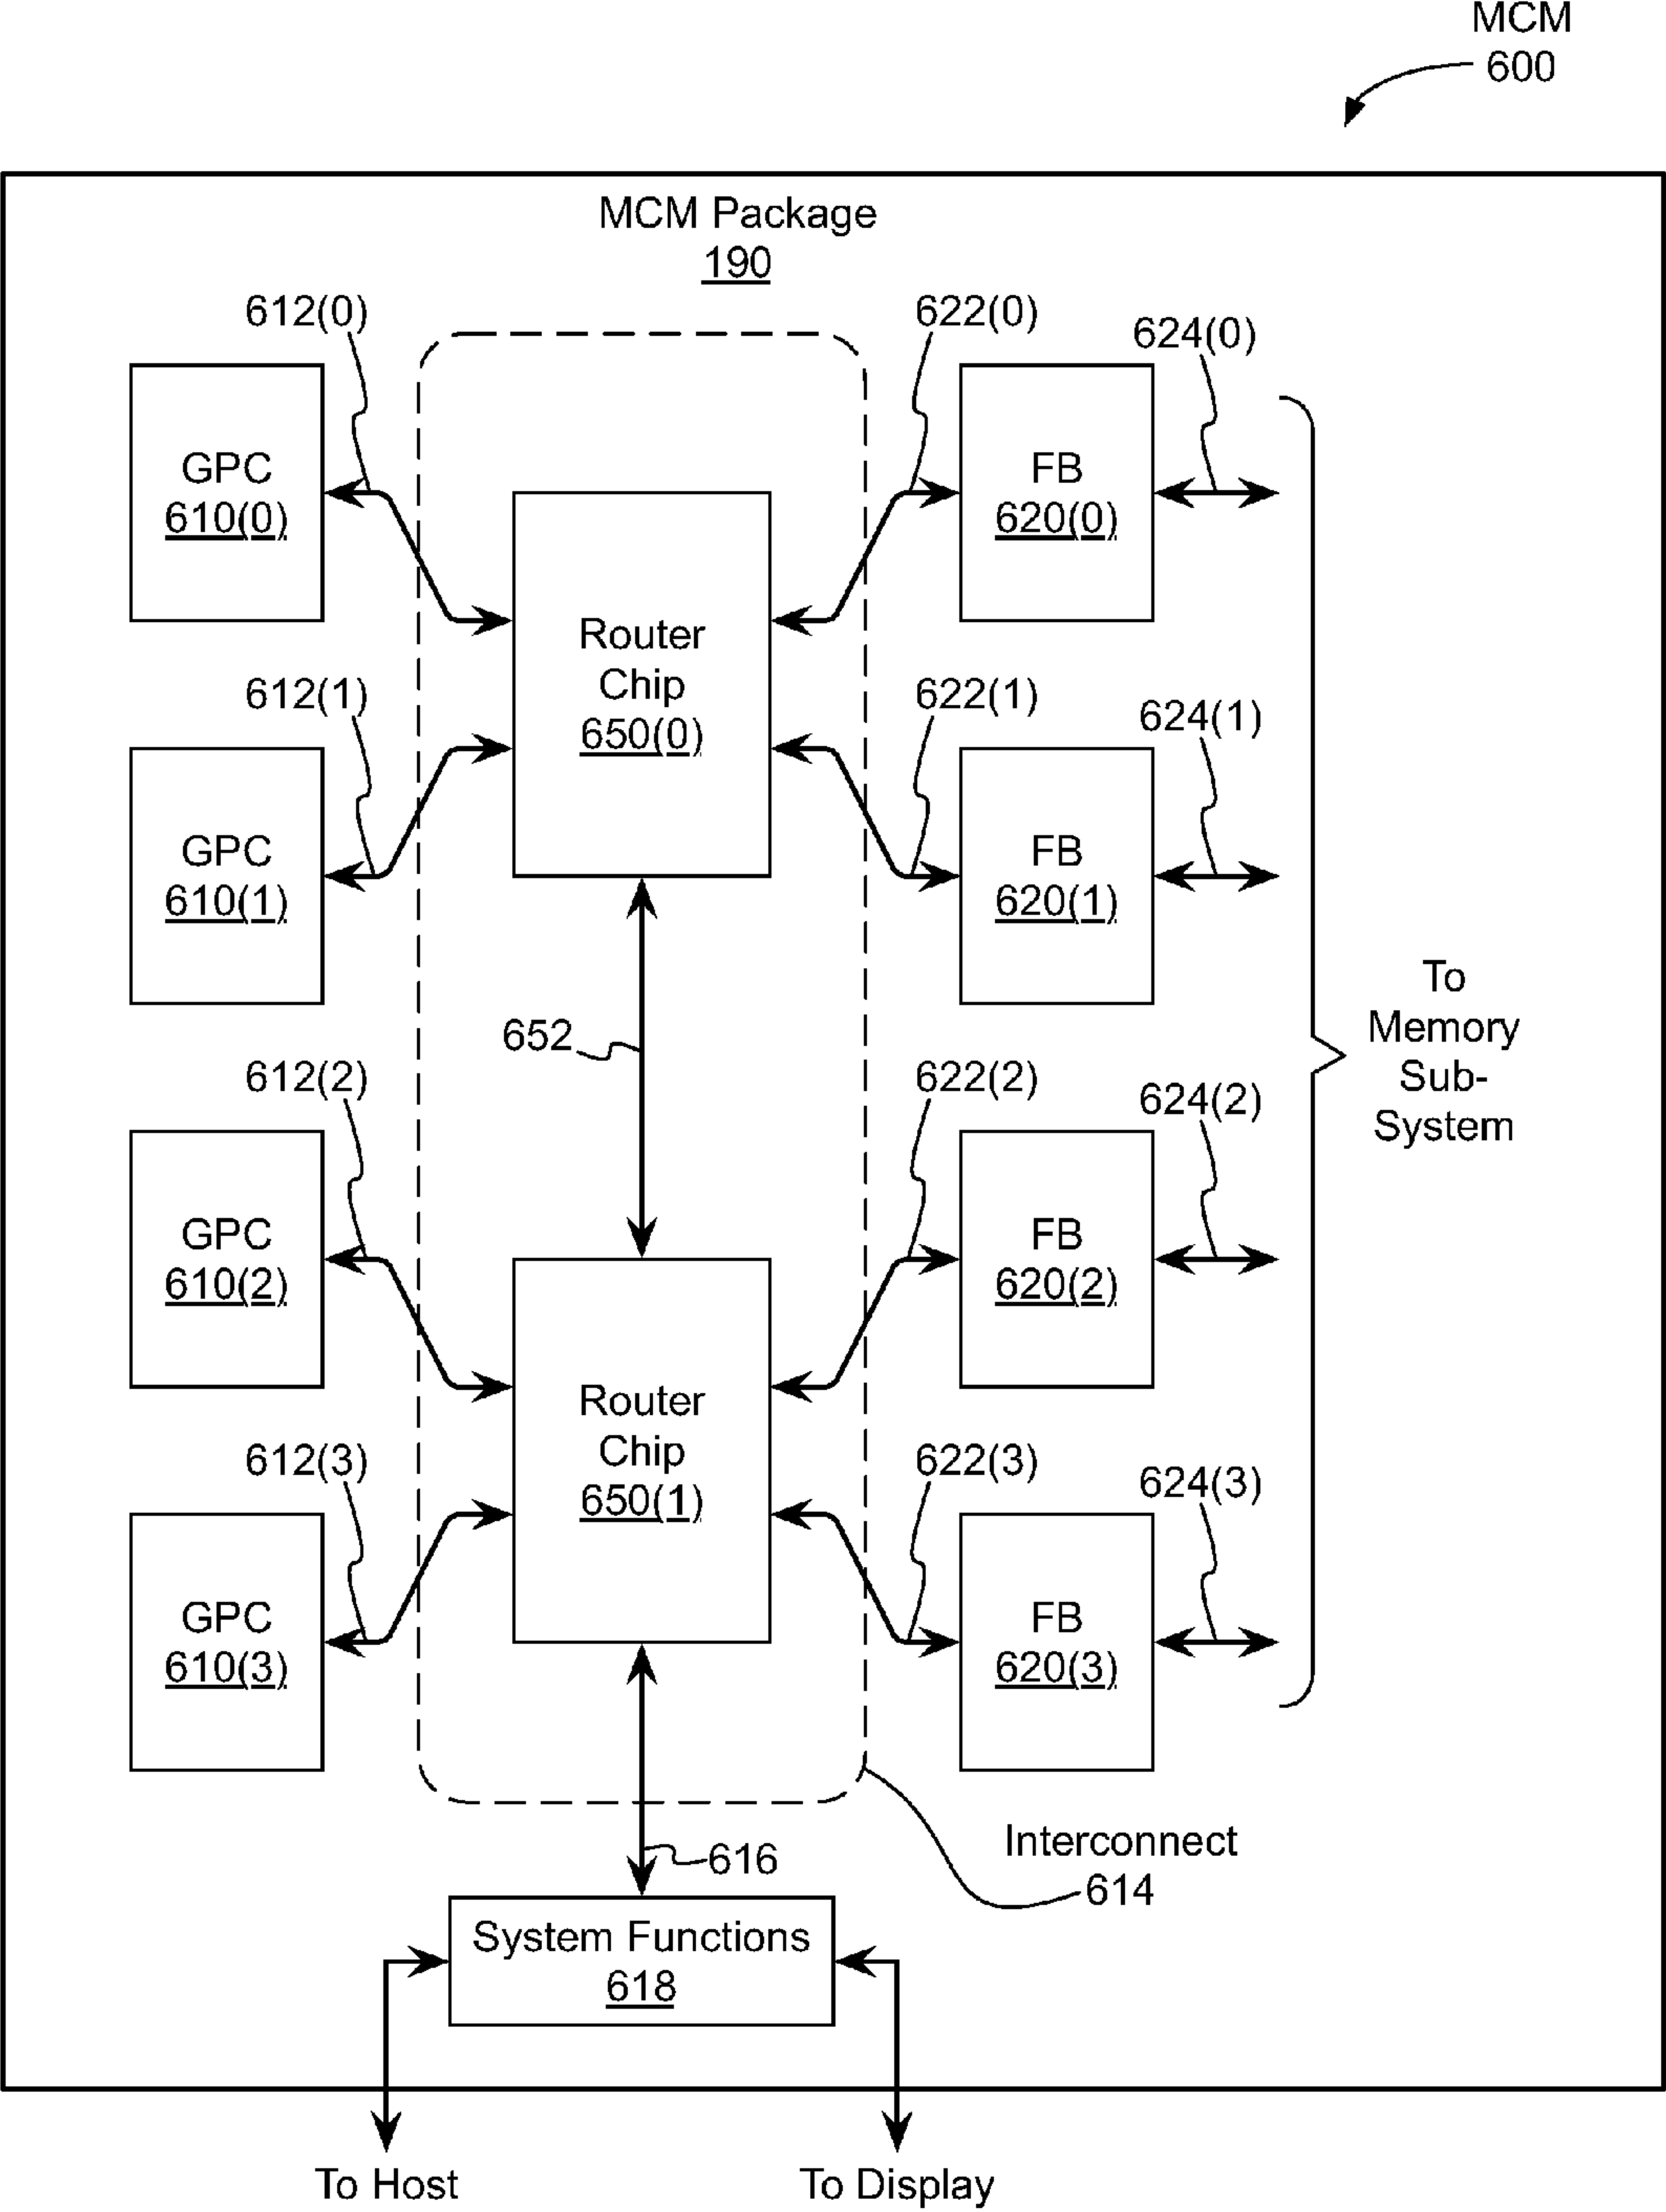 MCM
600
MCM Package
190
612(0)
622(0)
624(0)
GPC
610(0)
FB
620(0)
Router
Chip
650(0)
612(1)
622(1)
624(1)
GPC
610(1)
FB
620(1)
To
Memory
Sub-
System
652
612(2)
622(2)
624(2)
GPC
610(2)
FB
620(2)
Router
Chip
650(1)
612(3)
622(3)
624(3)
GPC
610(3)
FB
620(3)
Interconnect
614
616
System Functions
618
To Host
To Display